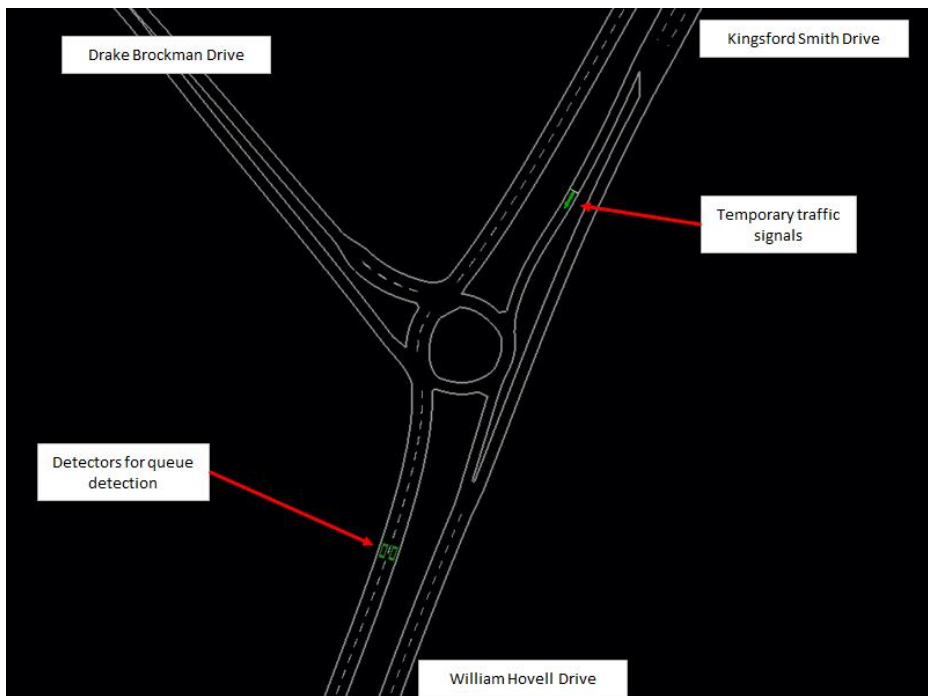 Drake Brockman Drive
Kingsford Smith Drive
Temporary traffic
signals
Detectors for queue
detection
William Hovell Drive